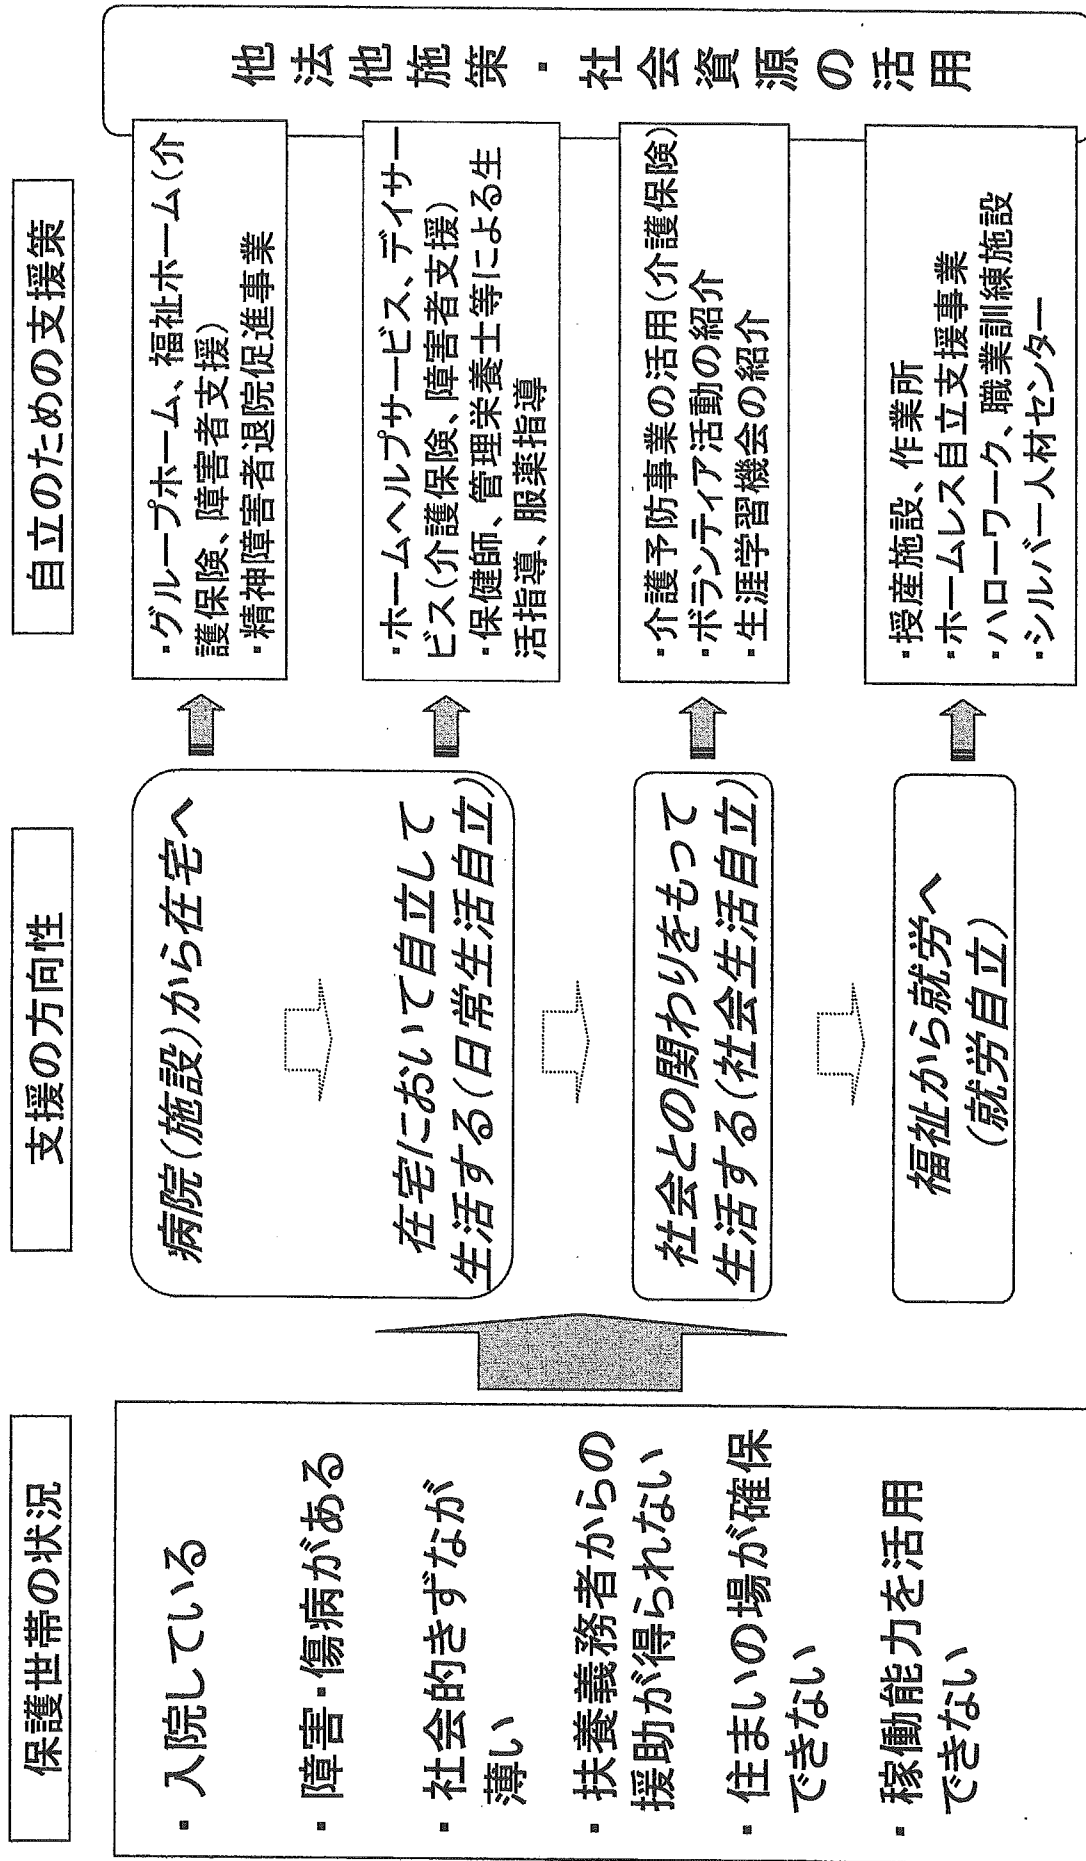 保護世帯の状況
・入院している
・障害・傷病がある
・社会的きずなが
薄い
・扶養義務者からの
援助が得られない
・住まいの場が確保
できない
・稼働能力を活用
できない
支援の方向性
病院(施設)から在宅へ
在宅において自立して
生活する(日常生活自立)
社会との関わりをもって
生活する(社会生活自立)
福祉から就労へ
(就労自立)
自立のための支援策
・グループホーム、福祉ホーム(介
護保険、障害者支援)
・精神障害者退院促進事業
・ホームヘルプサービス、デイサー
ビス(介護保険、障害者支援)
・保健師、管理栄養士等による生
活指導、服薬指導
・介護予防事業の活用(介護保険)
・ボランティア活動の紹介
・生涯学習機会の紹介
・授産施設、作業所
・ホームレス自立支援事業
・ハローワーク、職業訓練施設
・シルバー人材センター
他法他施策・社会資源の活用